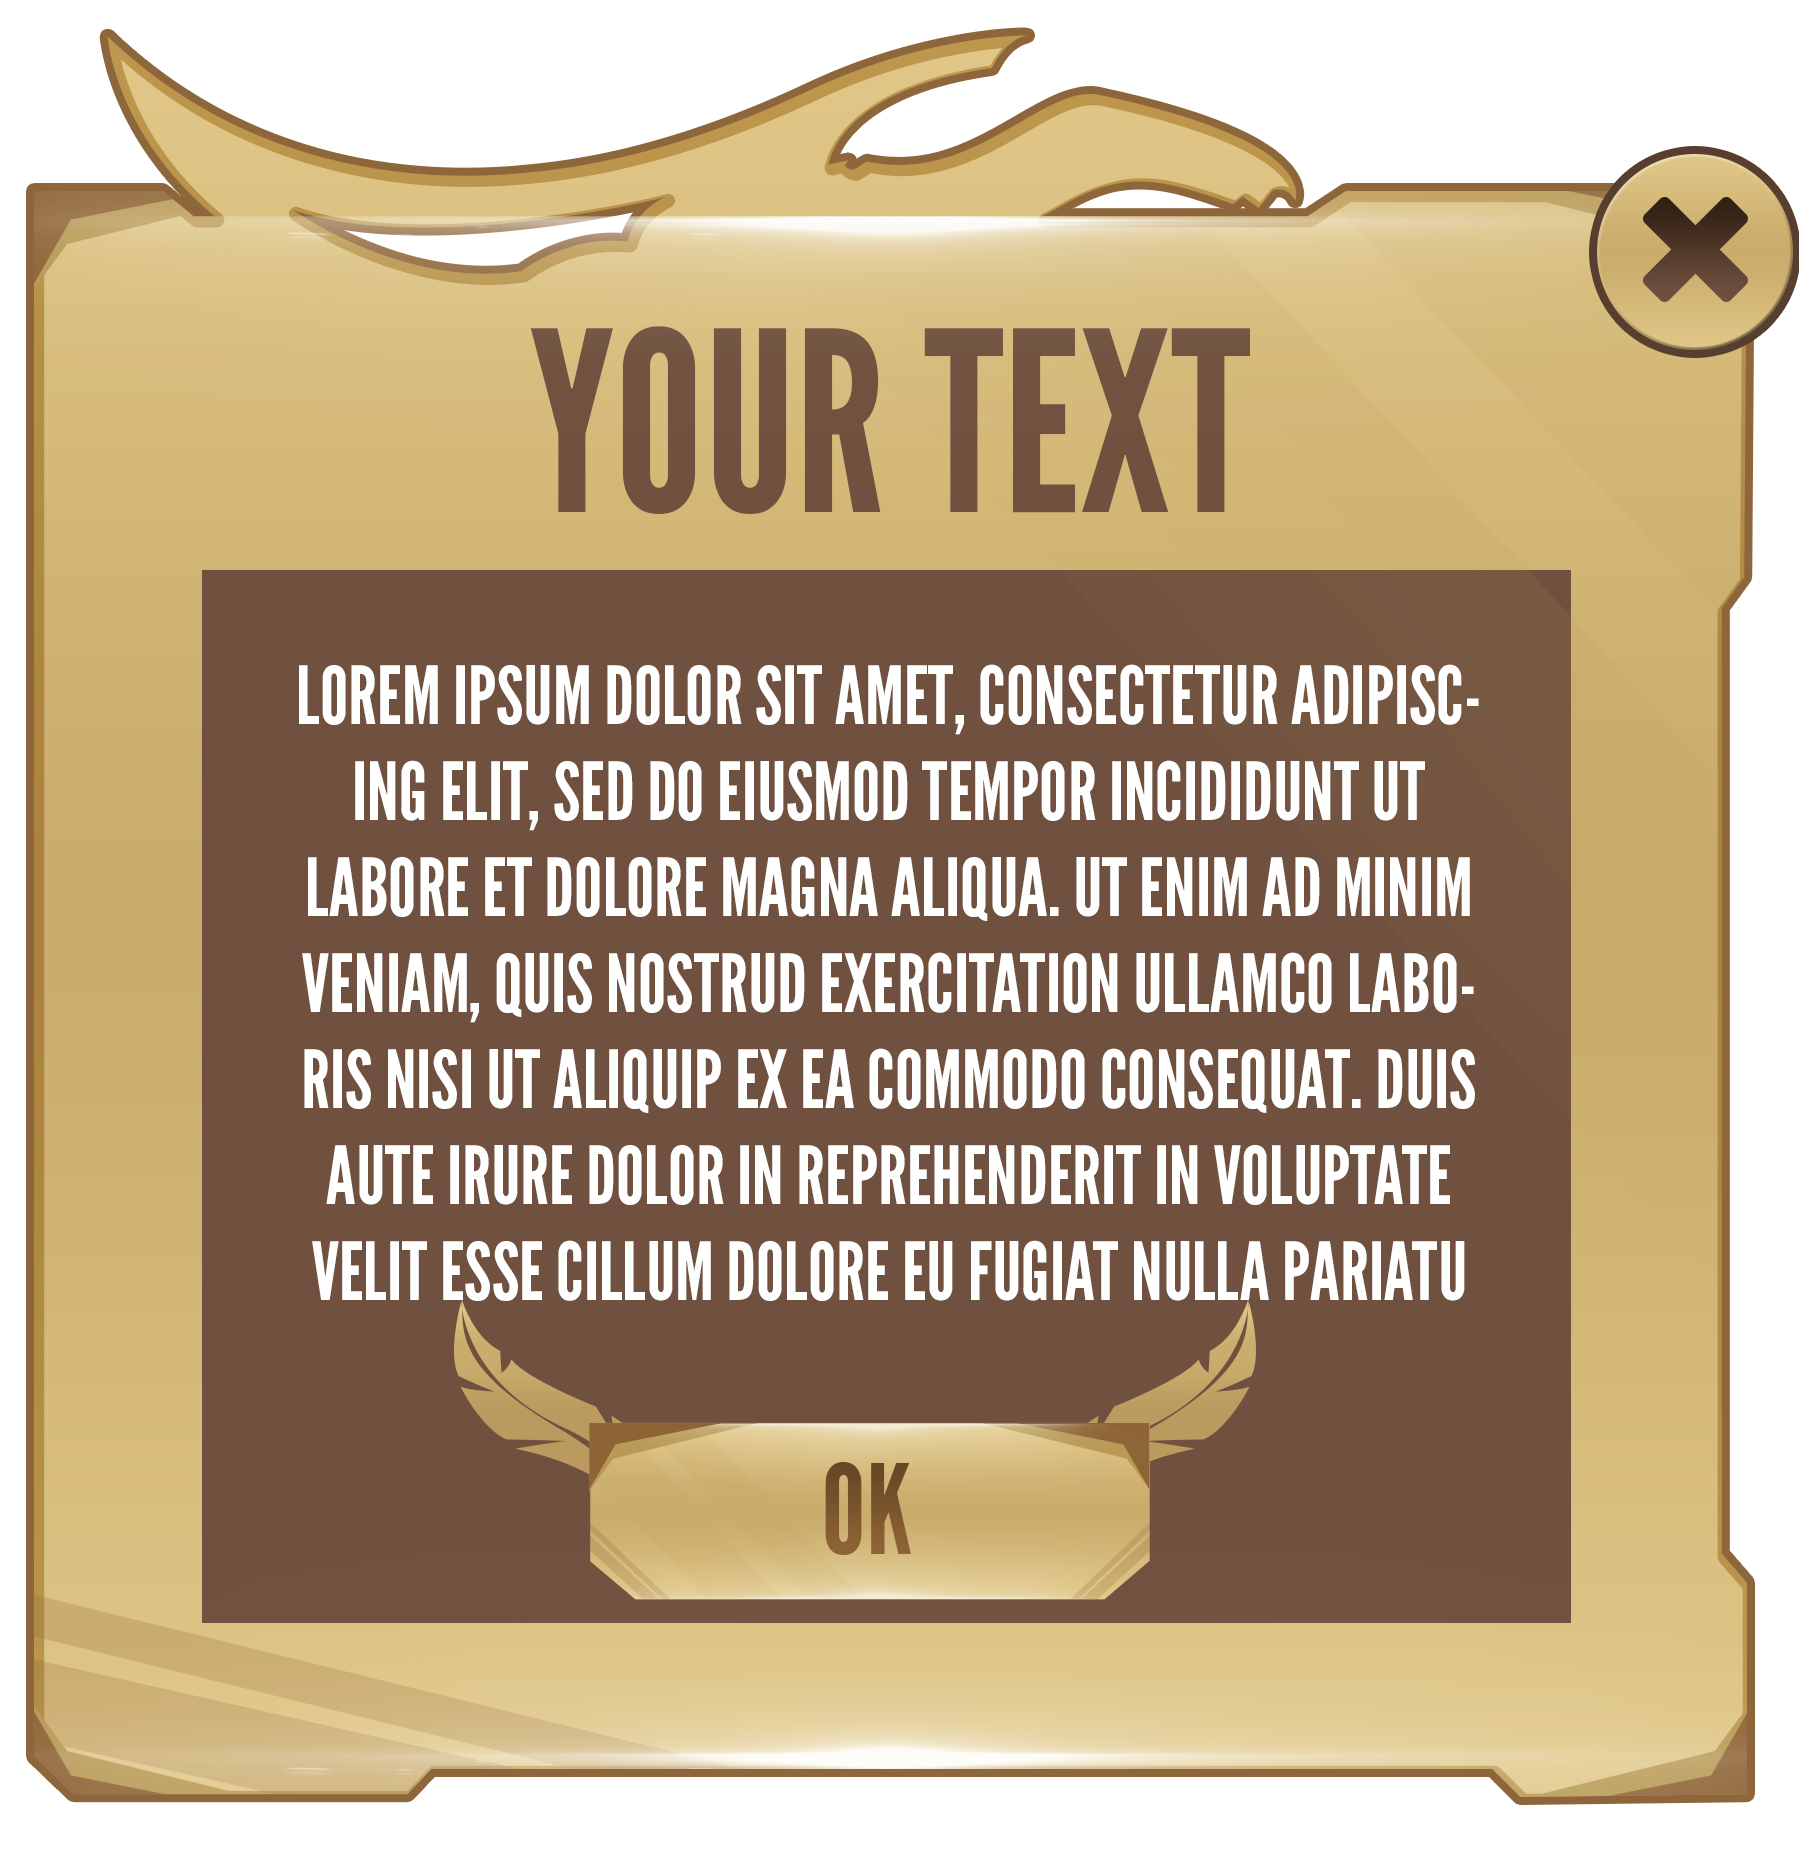 YOUR TEXT
LOREM IPSUM DOLOR SIT AMET, CONSECTETUR ADIPISC-
ING ELIT, SED DO EIUSMOD TEMPOR INCIDIDUNT UT
LABORE ET DOLORE MAGNA ALIQUA. UT ENIM AD MINIM
VENIAM, QUIS NOSTRUD EXERCITATION ULLAMCO LABO-
RIS NISI UT ALIQUIP EX EA COMMODO CONSEQUAT. DUIS
AUTE IRURE DOLOR IN REPREHENDERIT IN VOLUPTATE
VELIT ESSE CILLUM DOLORE EU FUGIAT NULLA PARIATU
OK